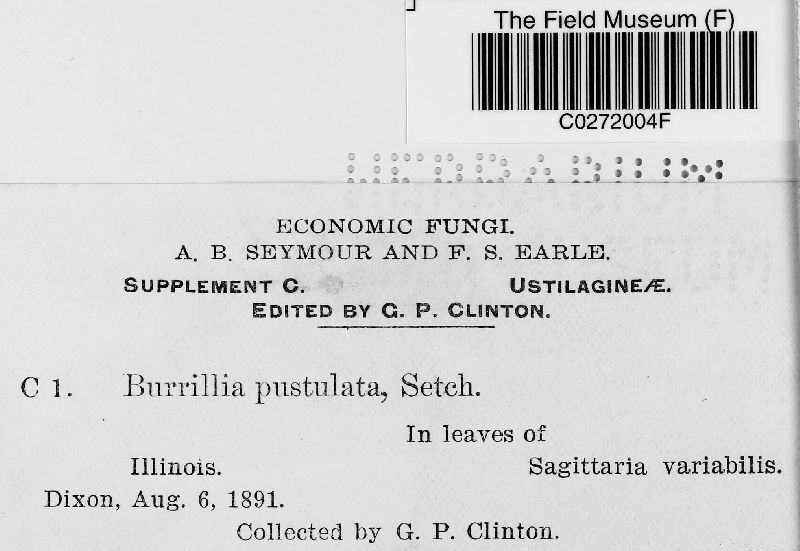 The Field Museum (F)
C0272004F
HERBARIUM
ECONOMIC FUNGI.
A. B. SEYMOUR AND F. S. EARLE.
SUPPLEMENT C. USTILAGINEÆ.
EDITED BY G. P. CLINTON.
C 1. Burrillia pustulata, Setch.
In leaves of
Illinois. Sagittaria variabilis.
Dixon, Aug. 6, 1891.
Collected by G. P. Clinton.